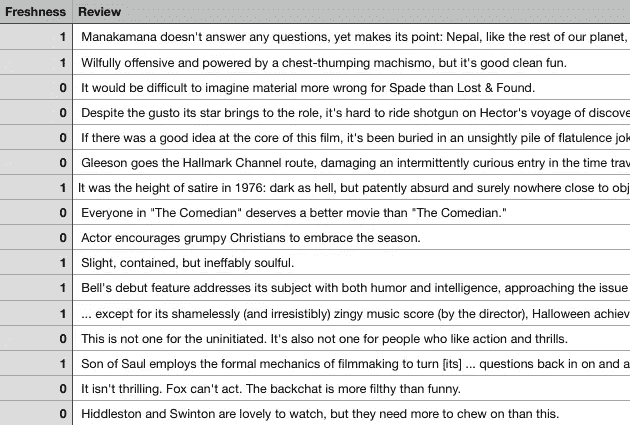 Freshness Review
1 Manakamana doesn't answer any questions, yet makes its point: Nepal, like the rest of our planet,
1 Wilfully offensive and powered by a chest-thumping machismo, but it's good clean fun.
0 It would be difficult to imagine material more wrong for Spade than Lost & Found.
0 Despite the gusto its star brings to the role, it's hard to ride shotgun on Hector's voyage of discove
0 If there was a good idea at the core of this film, it's been buried in an unsightly pile of flatulence jok
0 Gleeson goes the Hallmark Channel route, damaging an intermittently curious entry in the time trav
1 It was the height of satire in 1976: dark as hell, but patently absurd and surely nowhere close to obj
0 Everyone in "The Comedian" deserves a better movie than "The Comedian."
0 Actor encourages grumpy Christians to embrace the season.
1 Slight, contained, but ineffably soulful.
1 Bell's debut feature addresses its subject with both humor and intelligence, approaching the issue
1 ... except for its shamelessly (and irresistibly) zingy music score (by the director), Halloween achiev
0 This is not one for the uninitiated. It's also not one for people who like action and thrills.
1 Son of Saul employs the formal mechanics of filmmaking to turn [its] ... questions back in on and a
0 It isn't thrilling. Fox can't act. The backchat is more filthy than funny.
0 Hiddleston and Swinton are lovely to watch, but they need more to chew on than this.